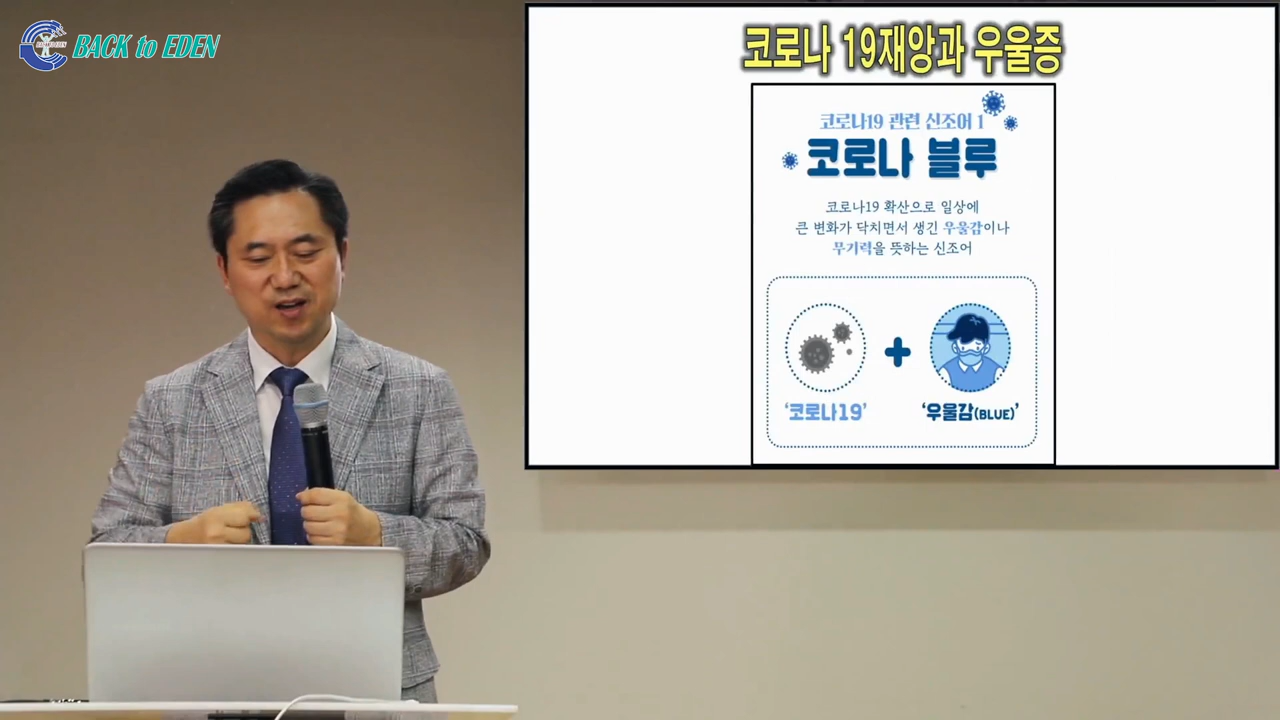 BACK to EDEN
코로나 19재앙과 우울증
코로나19 관련 신조어 1
코로나 블루
코로나19 확산으로 일상에
큰 변화가 닥치면서 생긴 우울감이나
무기력을 뜻하는 신조어
‘코로나19’
‘우울감(BLUE)’